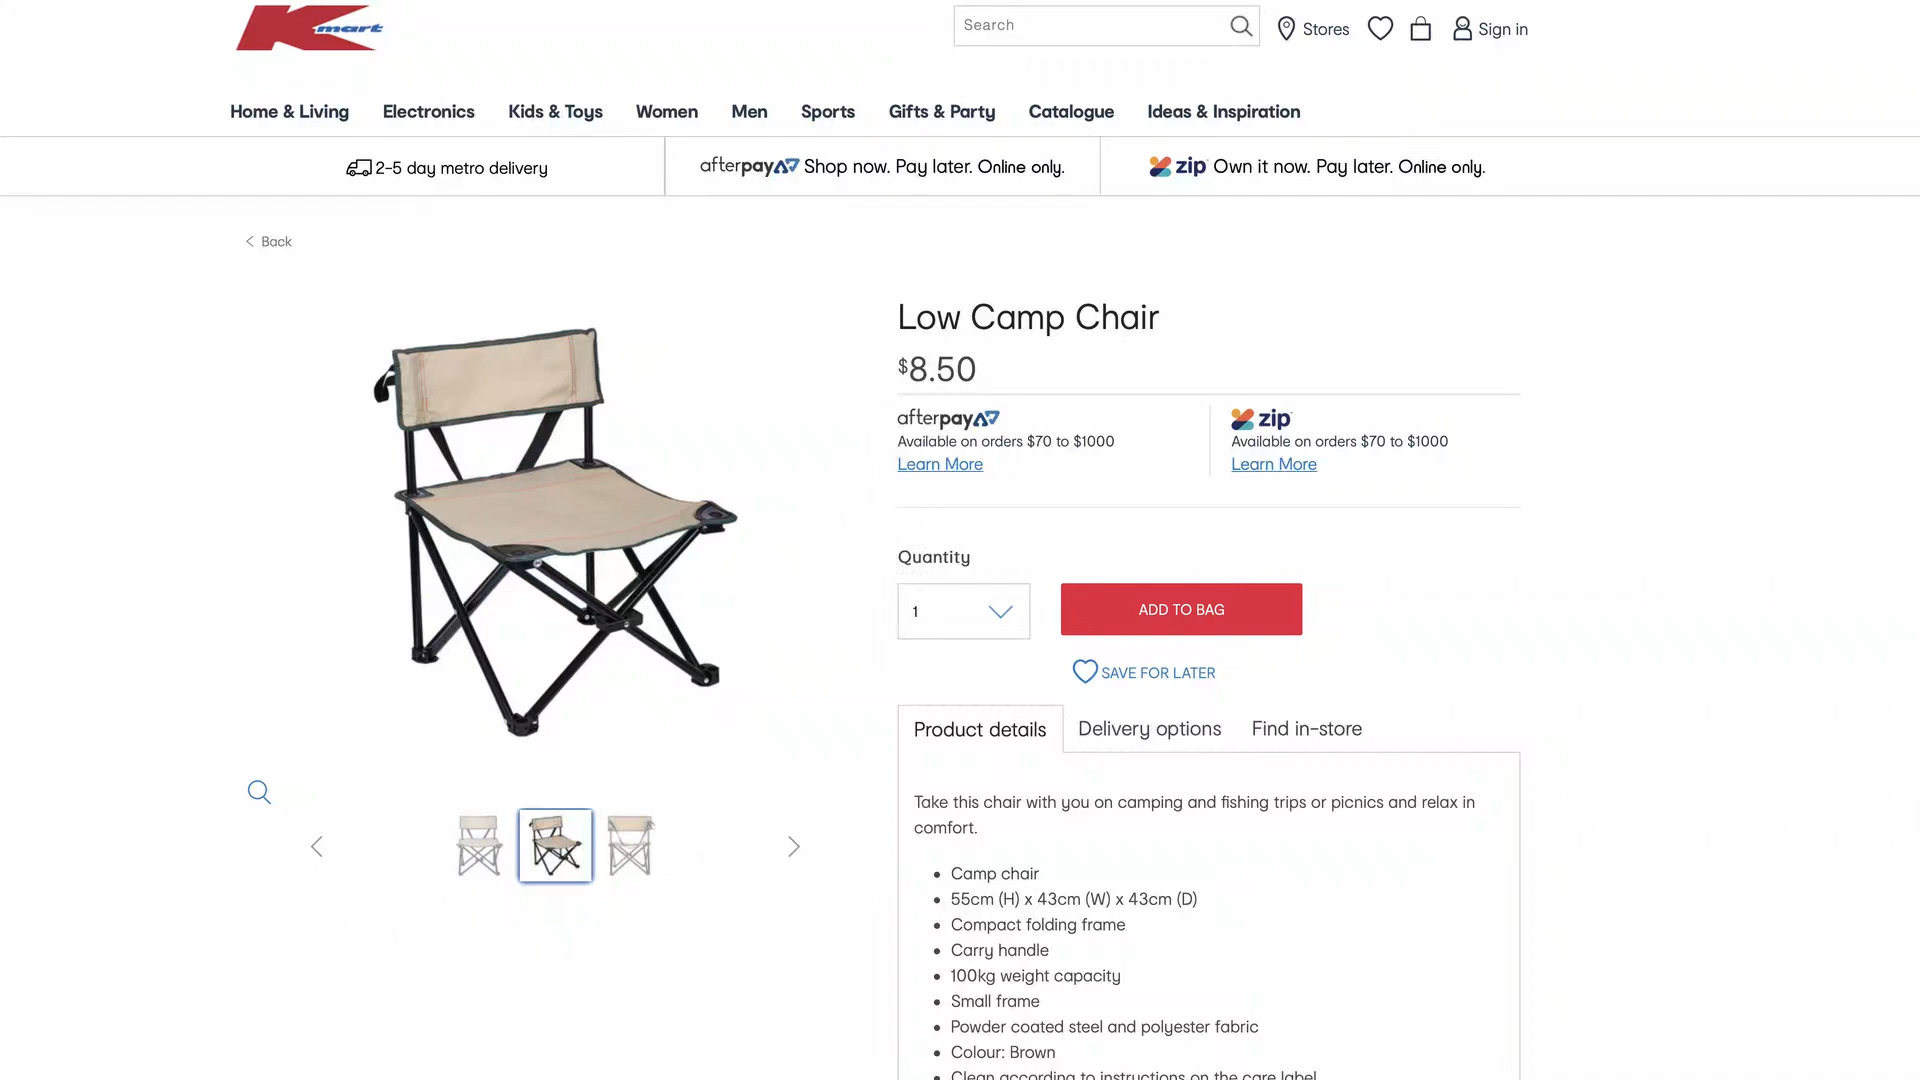 Kmart
Search
Stores
Sign in
Home & Living
Electronics
Kids & Toys
Women
Men
Sports
Gifts & Party
Catalogue
Ideas & Inspiration
2-5 day metro delivery
afterpay Shop now. Pay later. Online only.
zip Own it now. Pay later. Online only.
Back
Low Camp Chair
$8.50
afterpay
Available on orders $70 to $1000
Learn More
zip
Available on orders $70 to $1000
Learn More
Quantity
1
ADD TO BAG
SAVE FOR LATER
Product details
Delivery options
Find in-store
Take this chair with you on camping and fishing trips or picnics and relax in
comfort.
Camp chair
55cm (H) x 43cm (W) x 43cm (D)
Compact folding frame
Carry handle
100kg weight capacity
Small frame
Powder coated steel and polyester fabric
Colour: Brown
Clean according to instructions on the care label